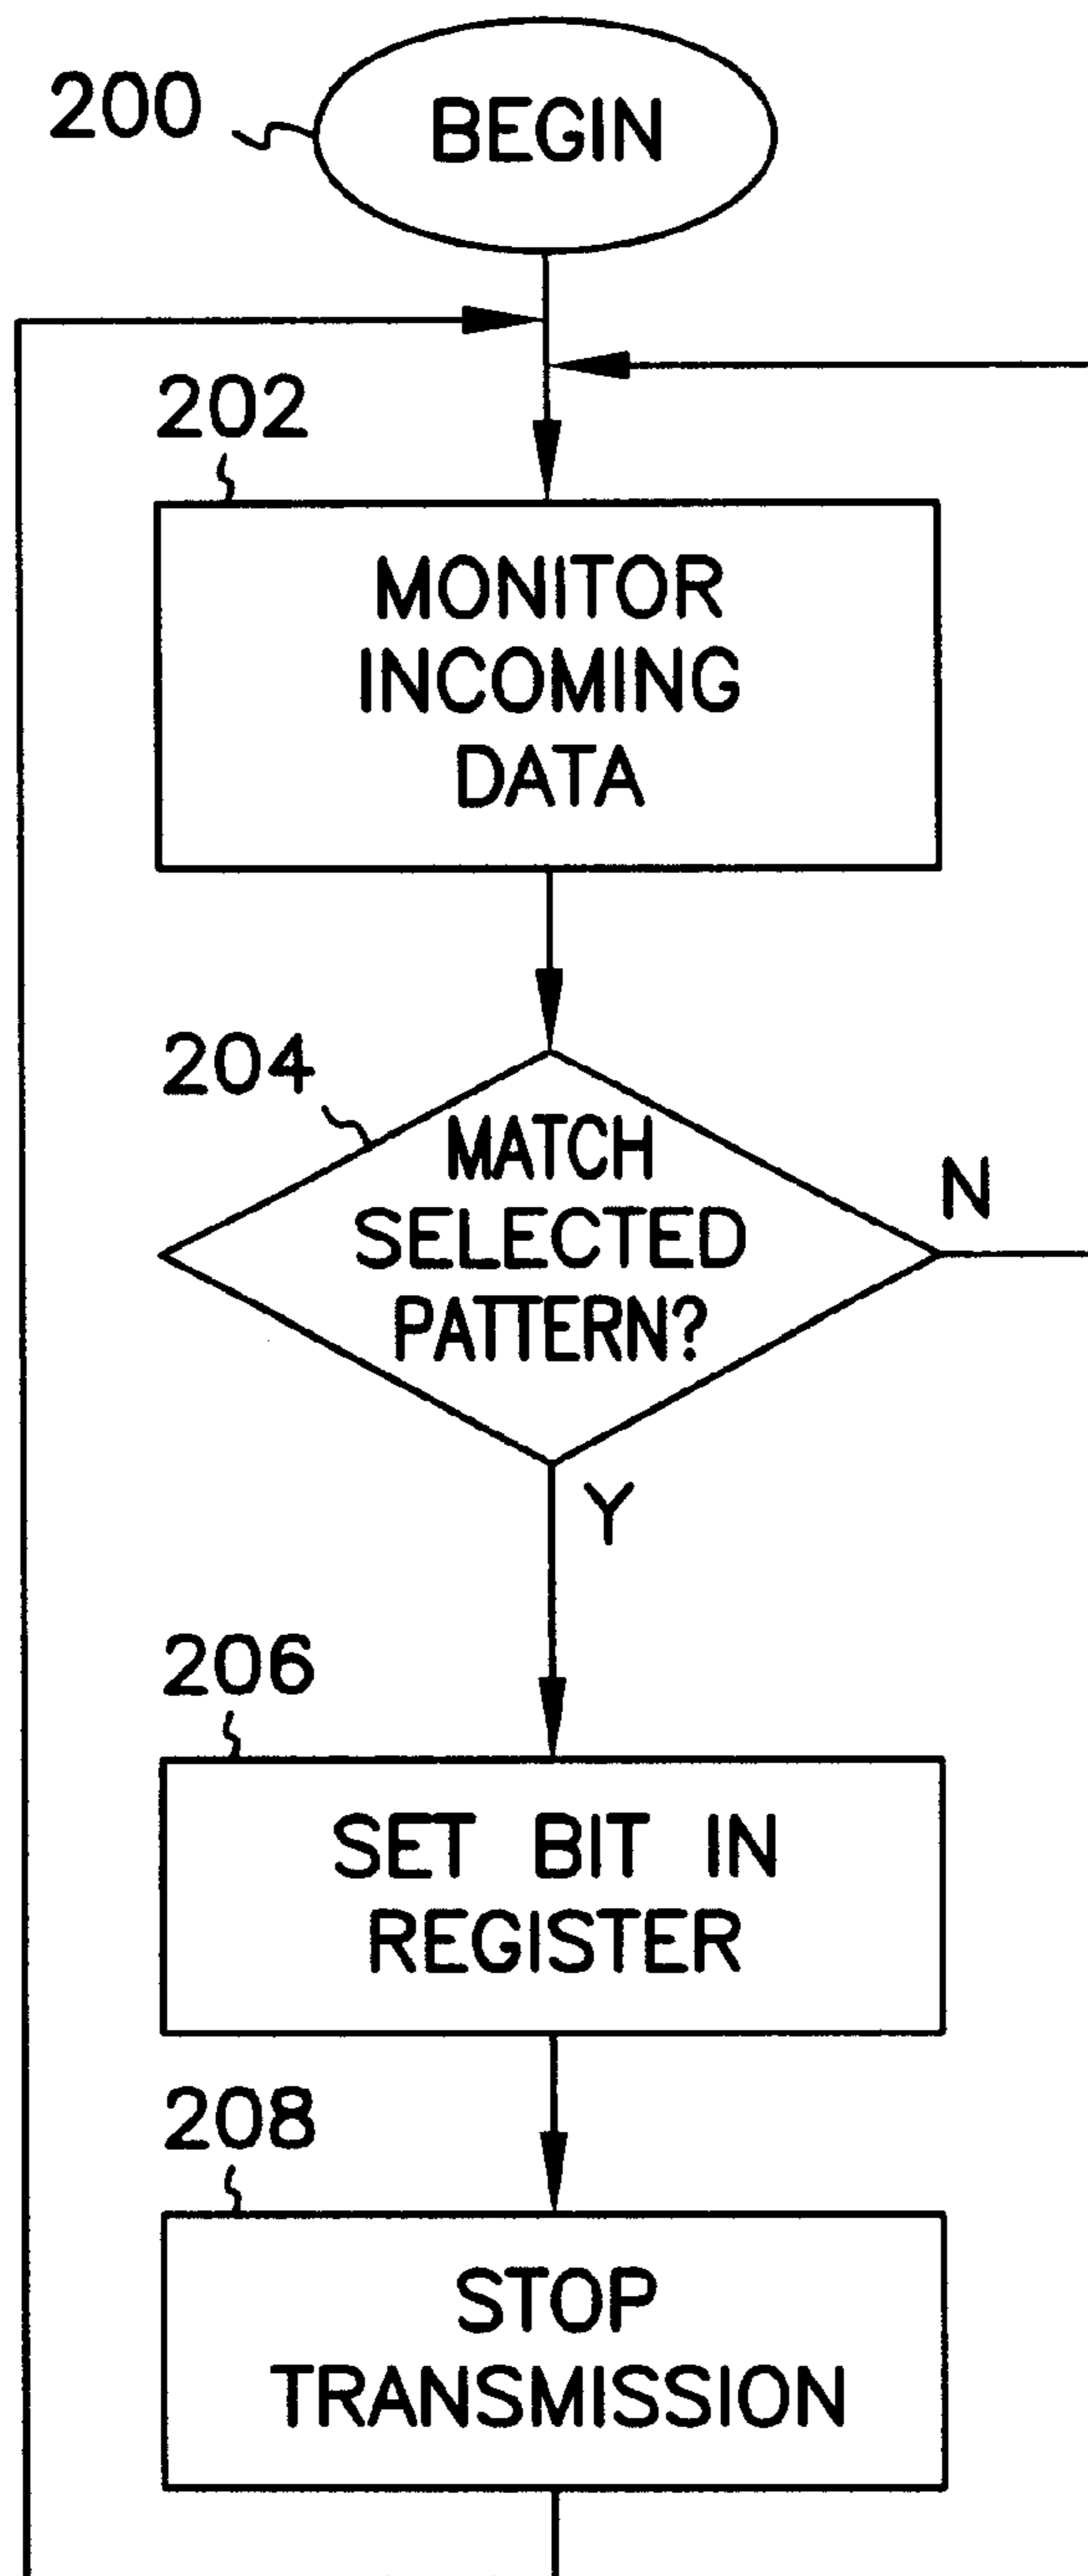 200
BEGIN
202
MONITOR
INCOMING
DATA
204
MATCH
SELECTED
PATTERN?
N
Y
206
SET BIT IN
REGISTER
208
STOP
TRANSMISSION